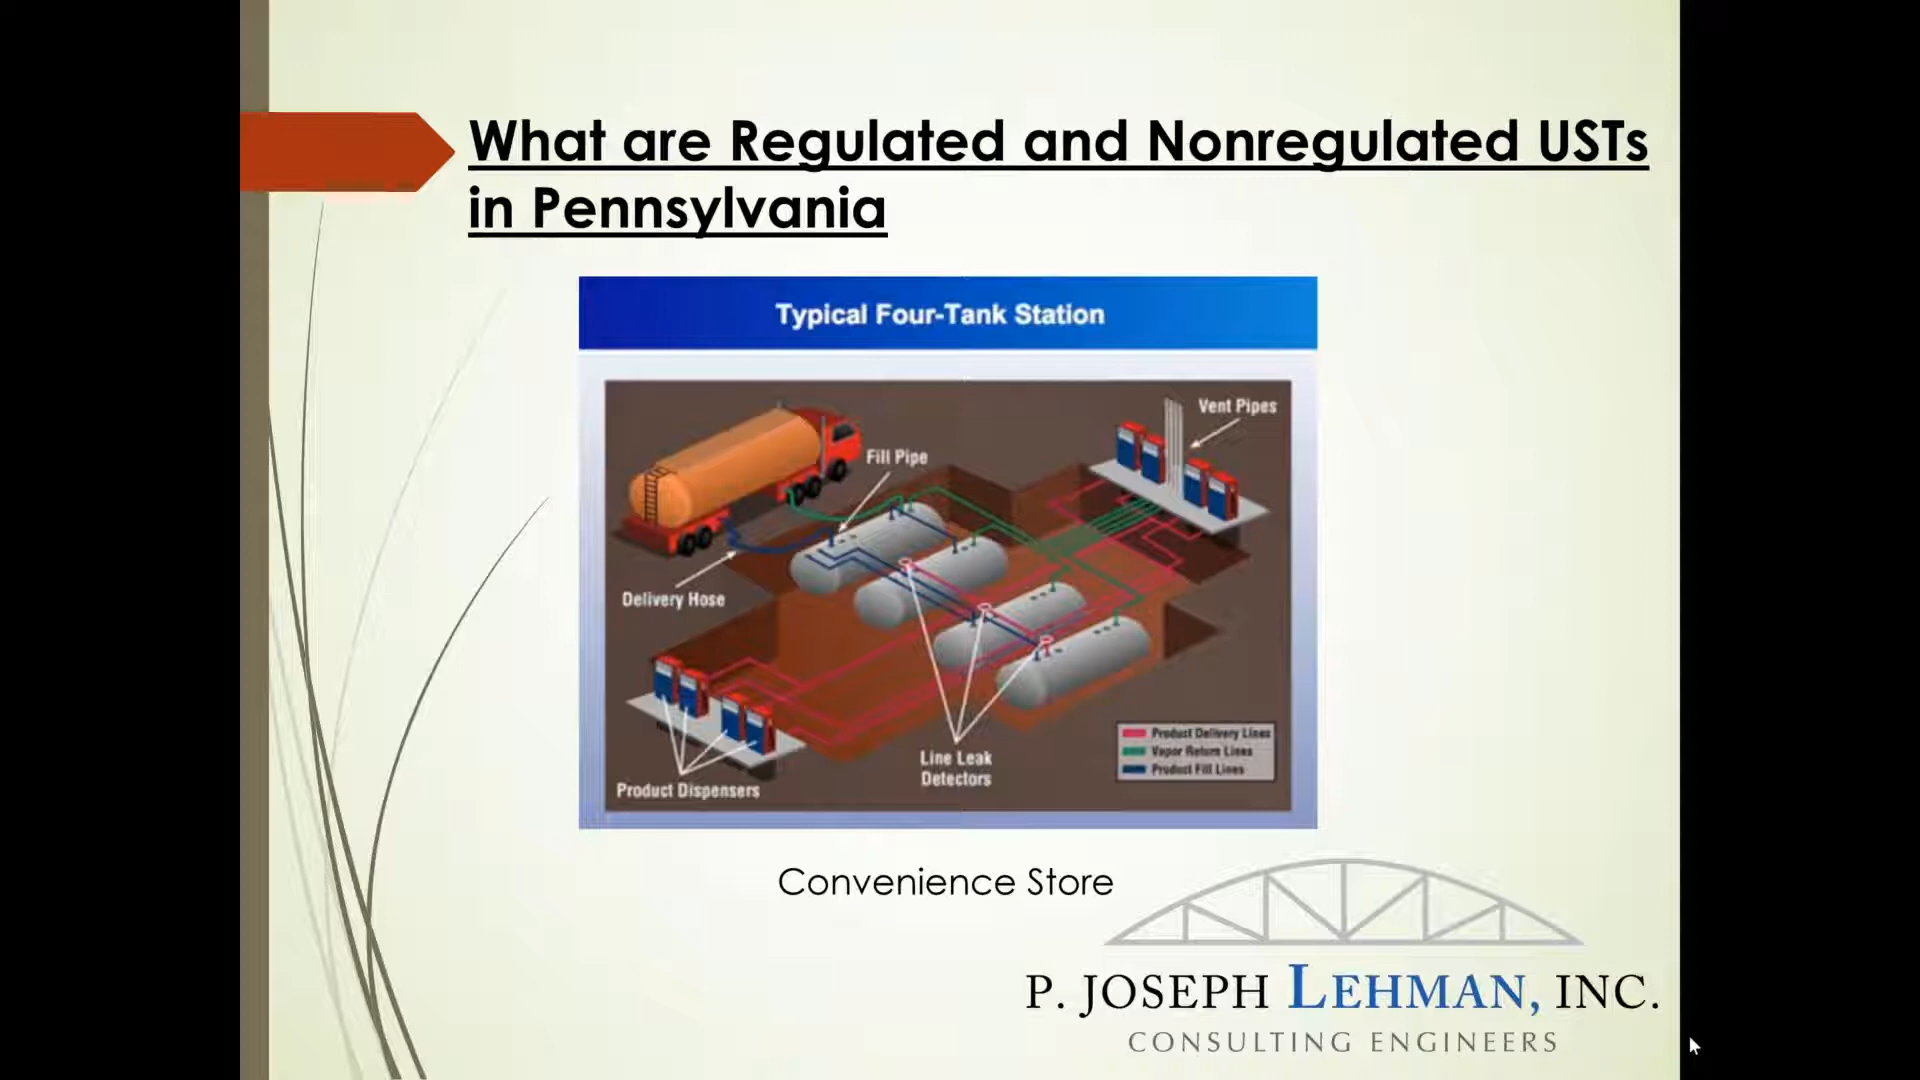 What are Regulated and Nonregulated USTs
in Pennsylvania
Typical Four-Tank Station
Vent Pipes
Fill Pipe
Delivery Hose
Line Leak
Detectors
Product Dispensers
Product Delivery Lines
Vapor Return Lines
Product Fill Lines
Convenience Store
P. JOSEPH LEHMAN, INC.
CONSULTING ENGINEERS